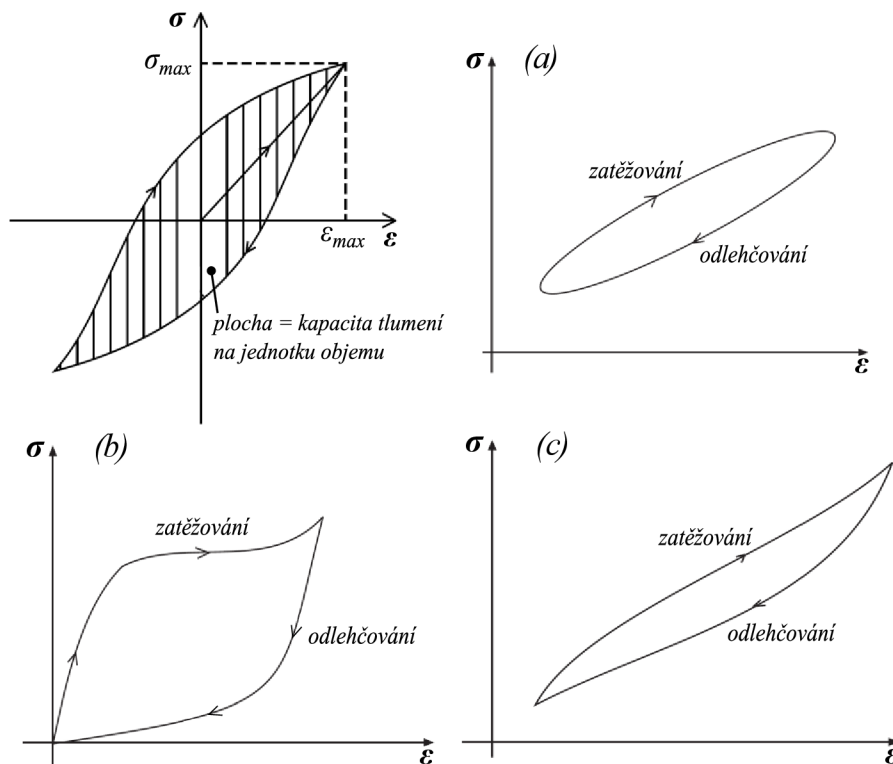 σ
σmax
εmax
ε
plocha = kapacita tlumení
na jednotku objemu
σ
(a)
zatěžování
odlehčování
ε
σ
(b)
zatěžování
odlehčování
ε
σ
(c)
zatěžování
odlehčování
ε